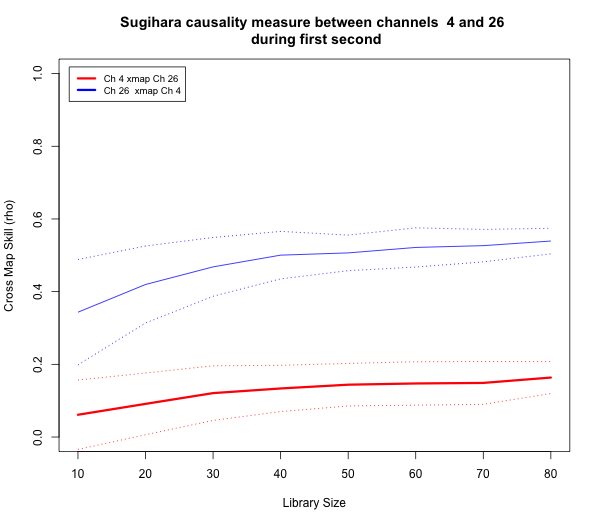 Sugihara causality measure between channels  4 and 26
during first second
Ch 4 xmap Ch 26
Ch 26  xmap Ch 4
Cross Map Skill (rho)
1.0
0.8
0.6
0.4
0.2
0.0
10 20 30 40 50 60 70 80
Library Size